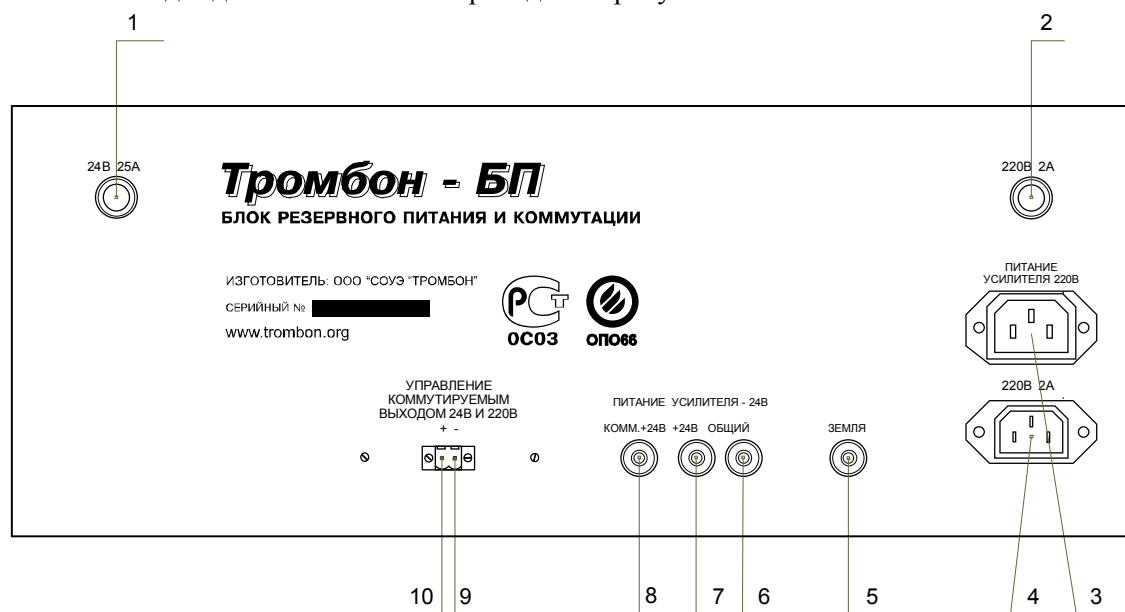 1
2
24В 25А
220В 2А
Тромбон - БП
БЛОК РЕЗЕРВНОГО ПИТАНИЯ И КОММУТАЦИИ
ПИТАНИЕ
УСИЛИТЕЛЯ 220В
ИЗГОТОВИТЕЛЬ: ООО "СОУЭ "ТРОМБОН"
СЕРИЙНЫЙ №
www.trombon.org
РСТ
ОС03
ОП066
220В 2А
УПРАВЛЕНИЕ
КОММУТИРУЕМЫМ
ВЫХОДОМ 24В И 220В
+ -
ПИТАНИЕ УСИЛИТЕЛЯ - 24В
КОММ.+24В +24В ОБЩИЙ
ЗЕМЛЯ
10 9 8 7 6 5 4 3